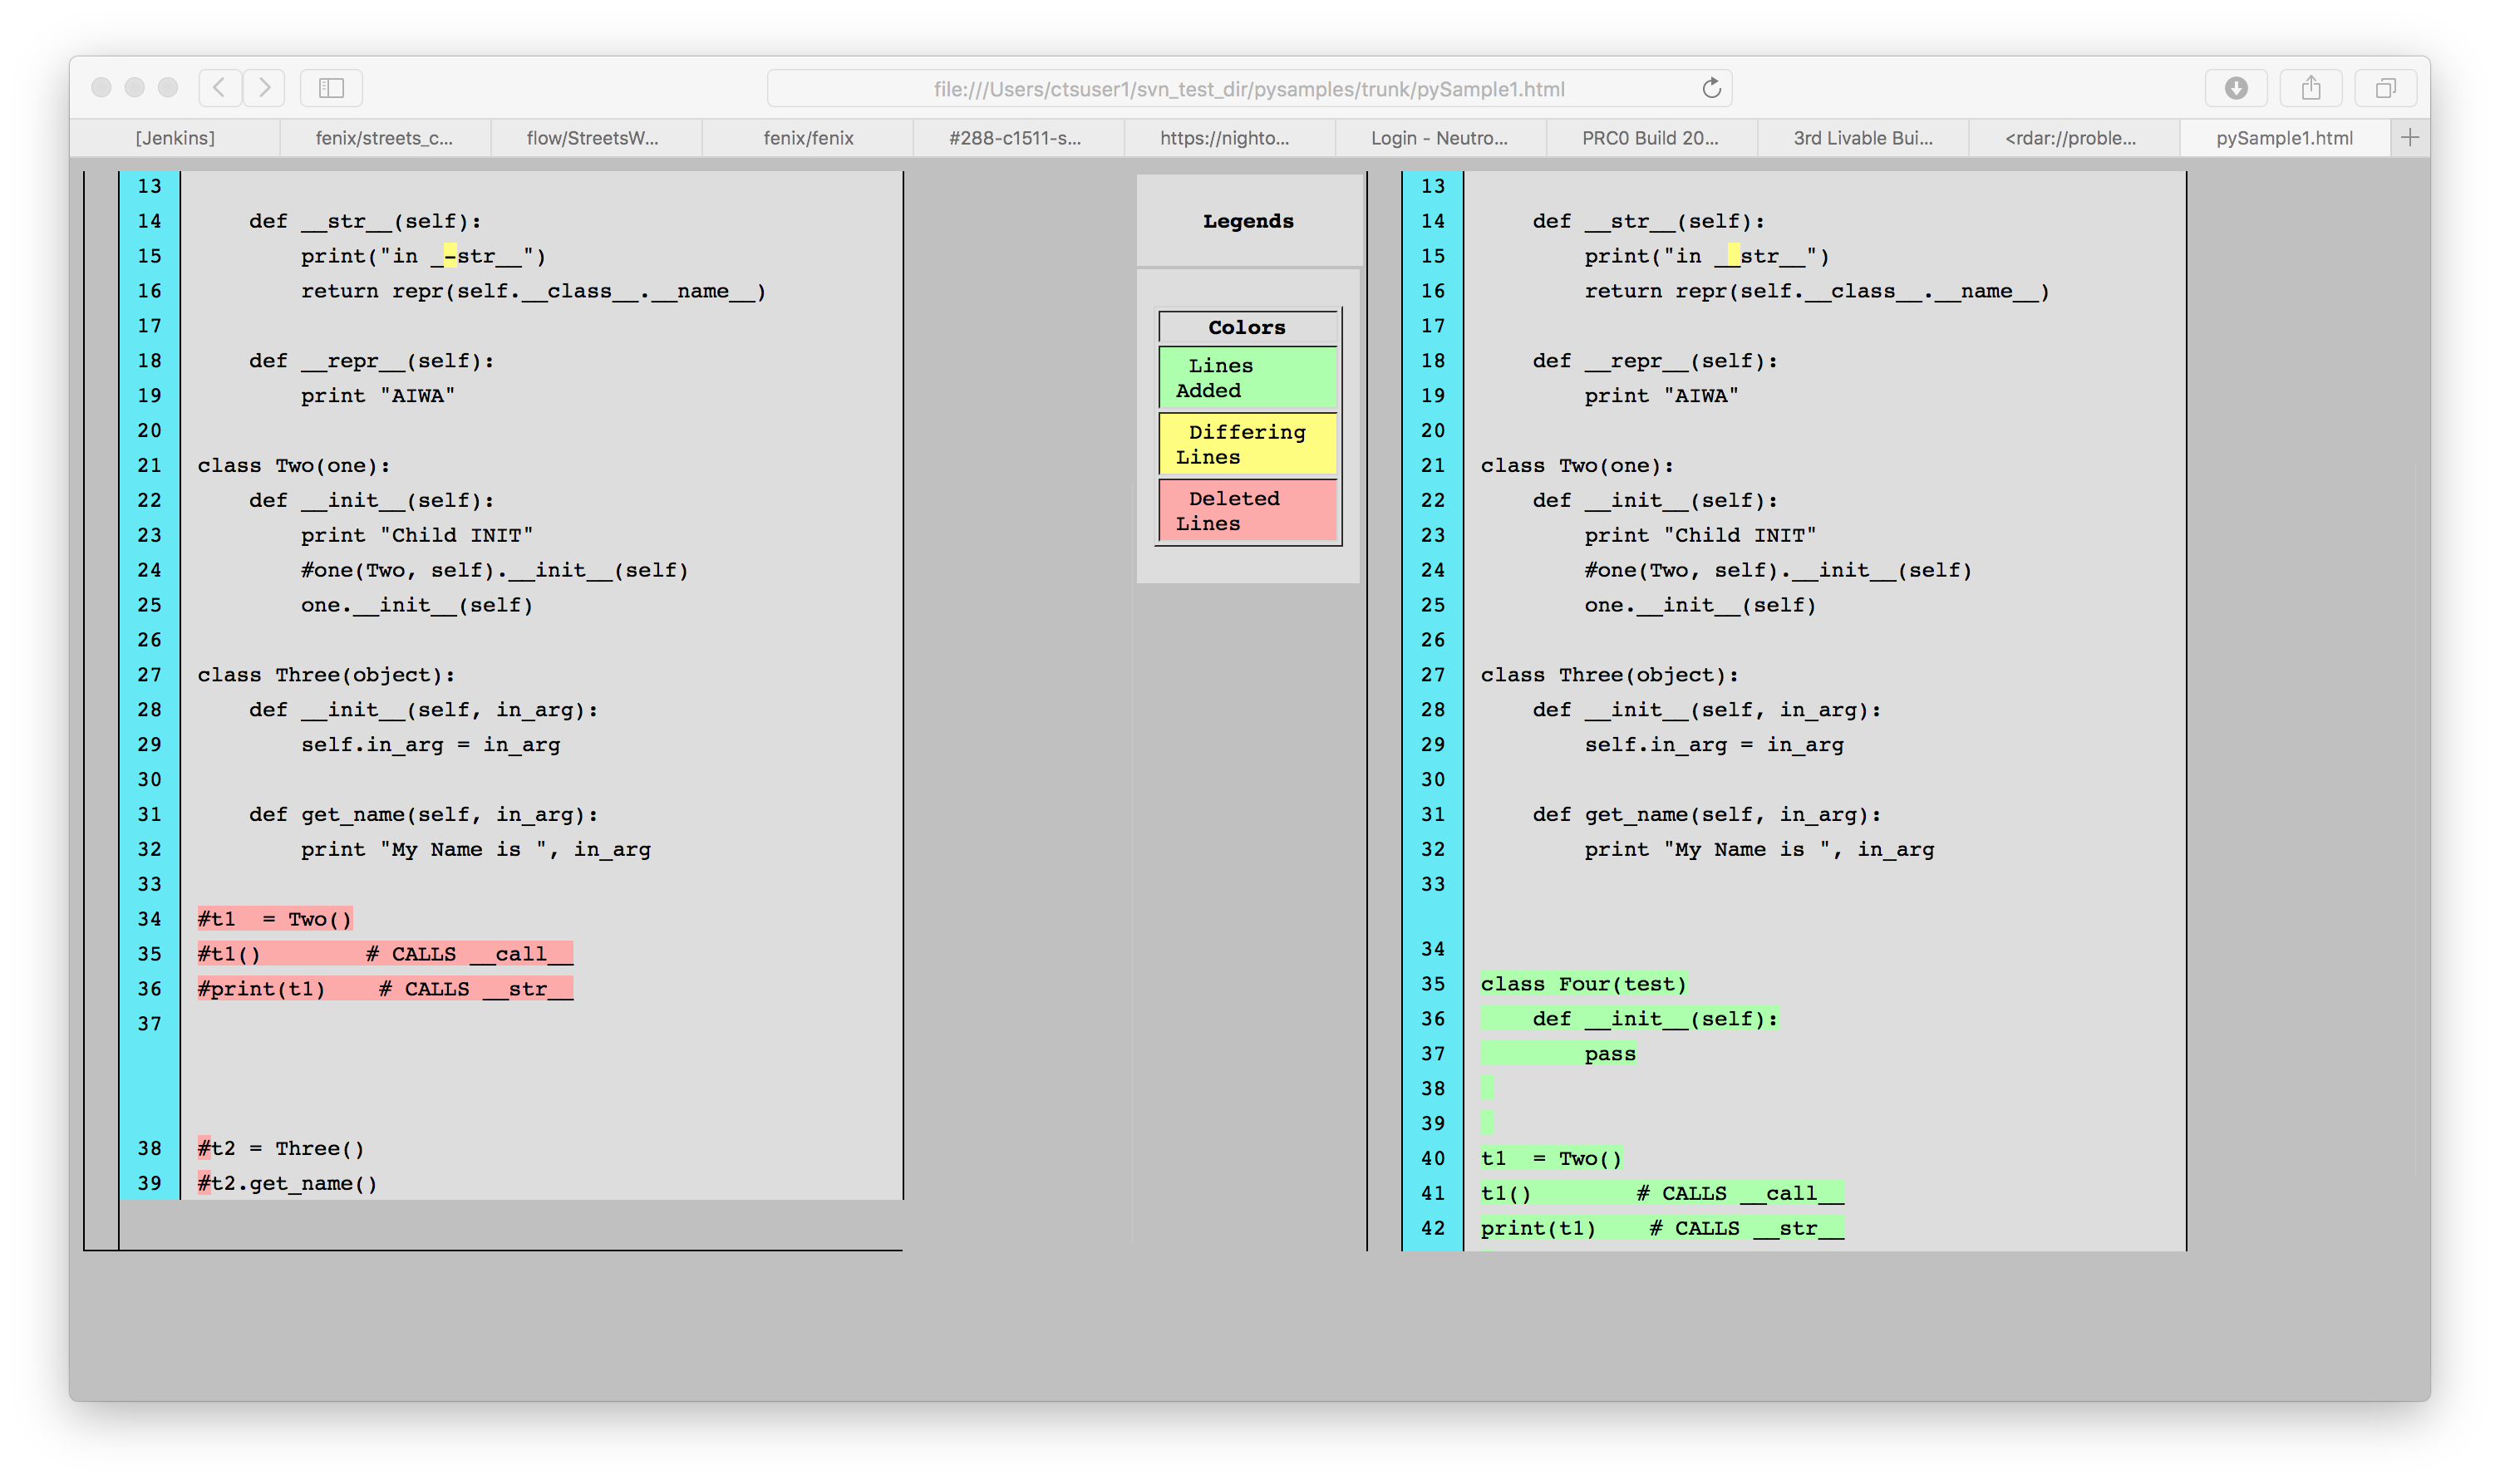 file:///Users/ctsuser1/svn_test_dir/pysamples/trunk/pySample1.html
[Jenkins]
fenix/streets_c...
flow/StreetsW...
fenix/fenix
#288-c1511-s...
https://nighto...
Login - Neutro...
PRC0 Build 20...
3rd Livable Bui...
<rdar://proble...
pySample1.html
13
14     def __str__(self):
15         print("in _-str__")
16         return repr(self.__class__.__name__)
17
18     def __repr__(self):
19         print "AIWA"
20
21 class Two(one):
22     def __init__(self):
23         print "Child INIT"
24         #one(Two, self).__init__(self)
25         one.__init__(self)
26
27 class Three(object):
28     def __init__(self, in_arg):
29         self.in_arg = in_arg
30
31     def get_name(self, in_arg):
32         print "My Name is ", in_arg
33
34 #t1  = Two()
35 #t1()        # CALLS __call__
36 #print(t1)    # CALLS __str__
37
38 #t2 = Three()
39 #t2.get_name()
Legends
Colors
Lines
Added
Differing
Lines
Deleted
Lines
13
14     def __str__(self):
15         print("in __str__")
16         return repr(self.__class__.__name__)
17
18     def __repr__(self):
19         print "AIWA"
20
21 class Two(one):
22     def __init__(self):
23         print "Child INIT"
24         #one(Two, self).__init__(self)
25         one.__init__(self)
26
27 class Three(object):
28     def __init__(self, in_arg):
29         self.in_arg = in_arg
30
31     def get_name(self, in_arg):
32         print "My Name is ", in_arg
33
34
35 class Four(test)
36     def __init__(self):
37         pass
38
39
40 t1  = Two()
41 t1()        # CALLS __call__
42 print(t1)    # CALLS __str__